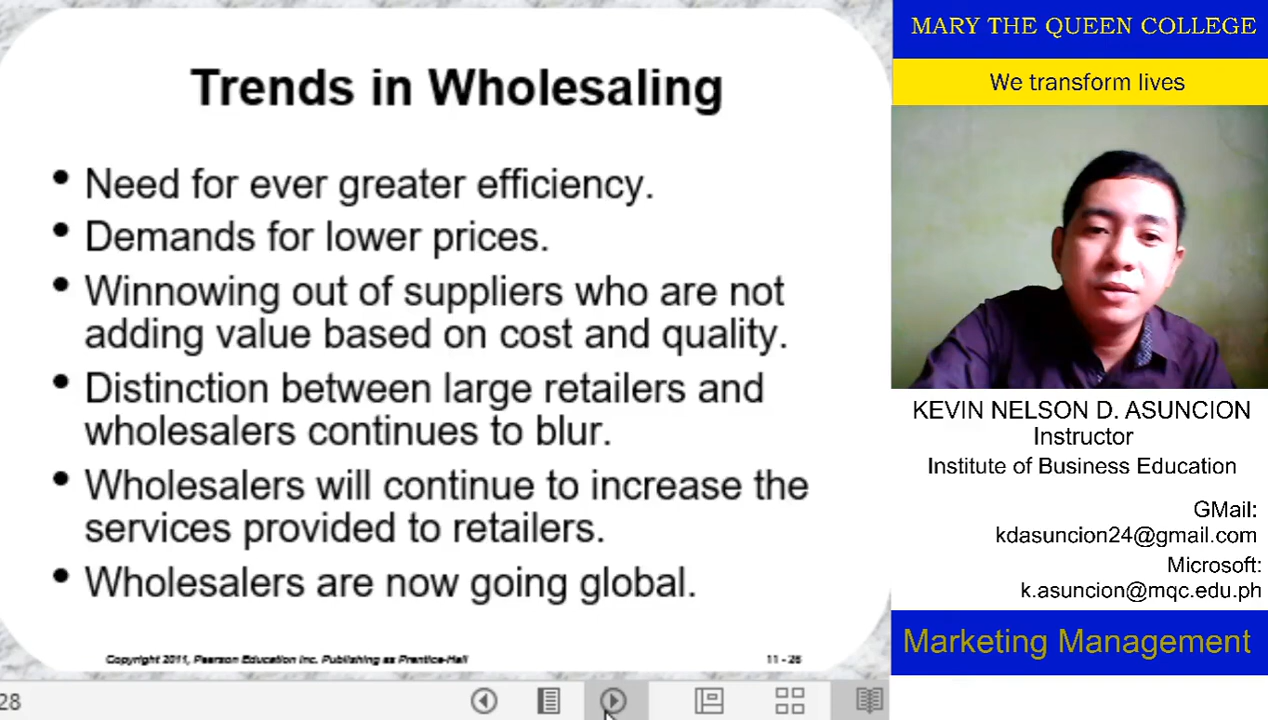 Trends in Wholesaling
• Need for ever greater efficiency.
• Demands for lower prices.
• Winnowing out of suppliers who are not
adding value based on cost and quality.
• Distinction between large retailers and
wholesalers continues to blur.
• Wholesalers will continue to increase the
services provided to retailers.
• Wholesalers are now going global.
Copyright 2011, Pearson Education Inc. Publishing as Prentice-Hall
11 - 28
28
MARY THE QUEEN COLLEGE
We transform lives
KEVIN NELSON D. ASUNCION
Instructor
Institute of Business Education
GMail:
kdasuncion24@gmail.com
Microsoft:
k.asuncion@mqc.edu.ph
Marketing Management